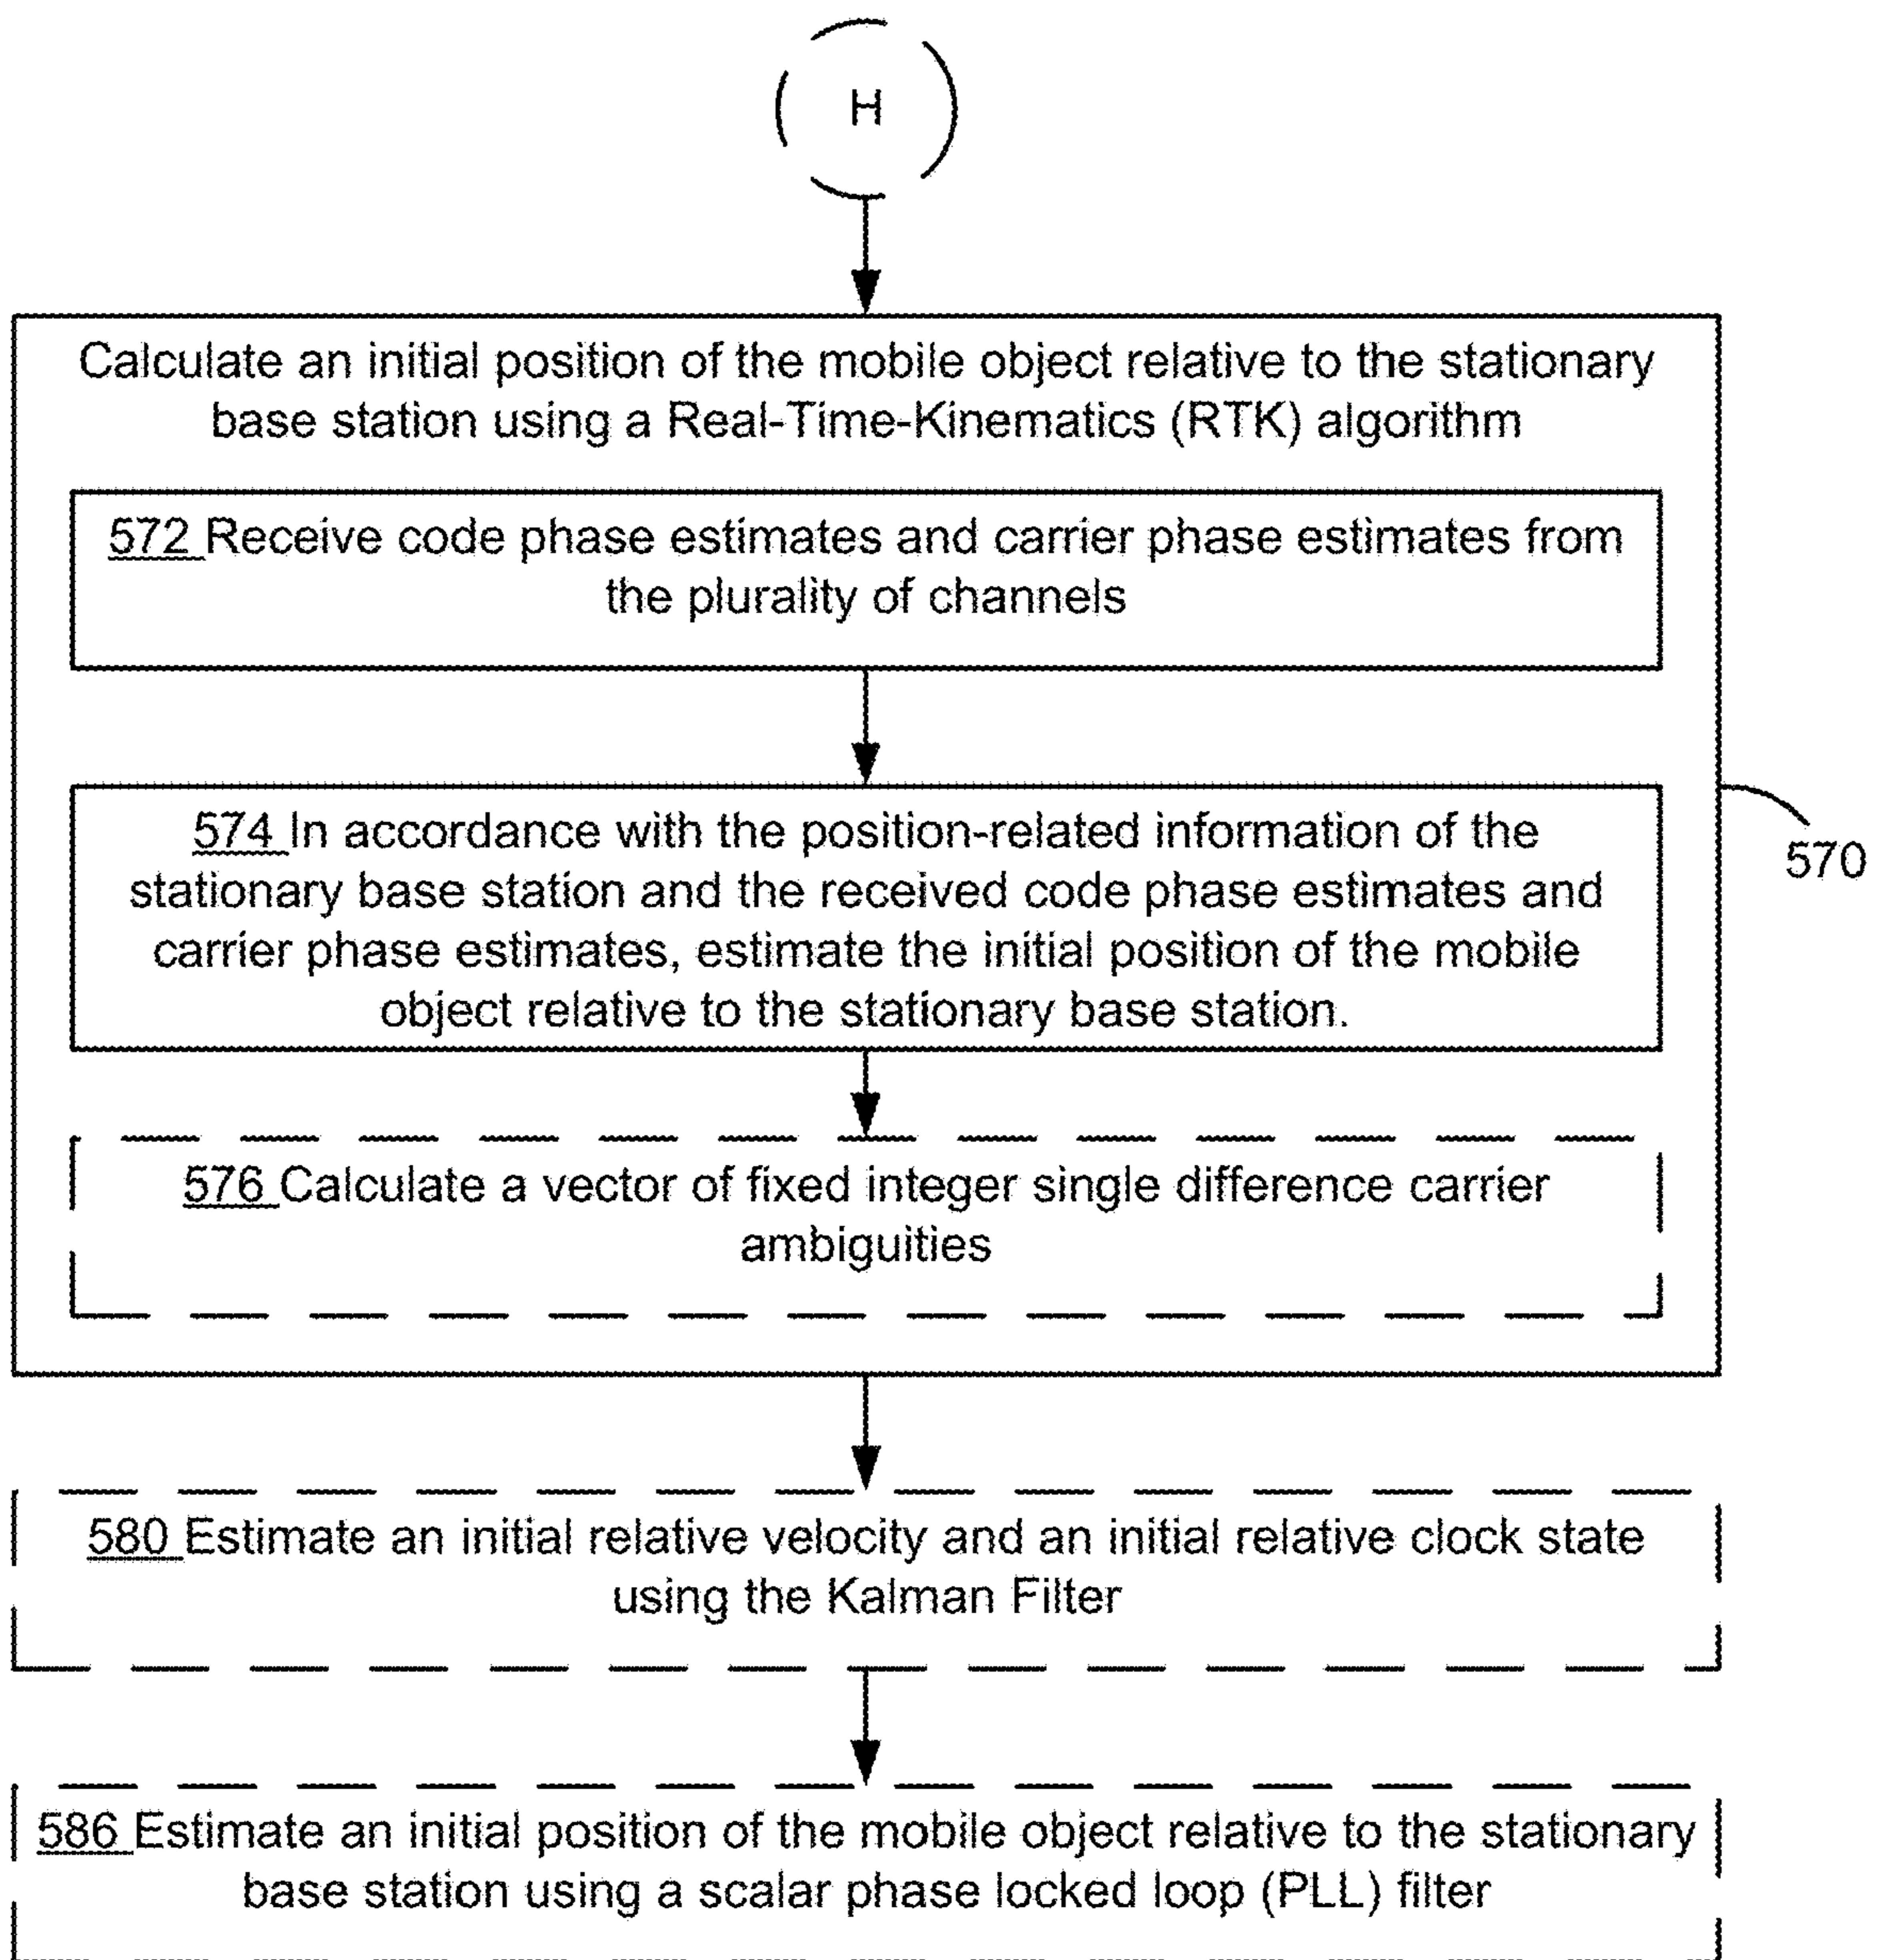 H
Calculate an initial position of the mobile object relative to the stationary
base station using a Real-Time-Kinematics (RTK) algorithm
572 Receive code phase estimates and carrier phase estimates from
the plurality of channels
574 In accordance with the position-related information of the
stationary base station and the received code phase estimates and
carrier phase estimates, estimate the initial position of the mobile
object relative to the stationary base station.
570
576 Calculate a vector of fixed integer single difference carrier
ambiguities
580 Estimate an initial relative velocity and an initial relative clock state
using the Kalman Filter
586 Estimate an initial position of the mobile object relative to the stationary
base station using a scalar phase locked loop (PLL) filter